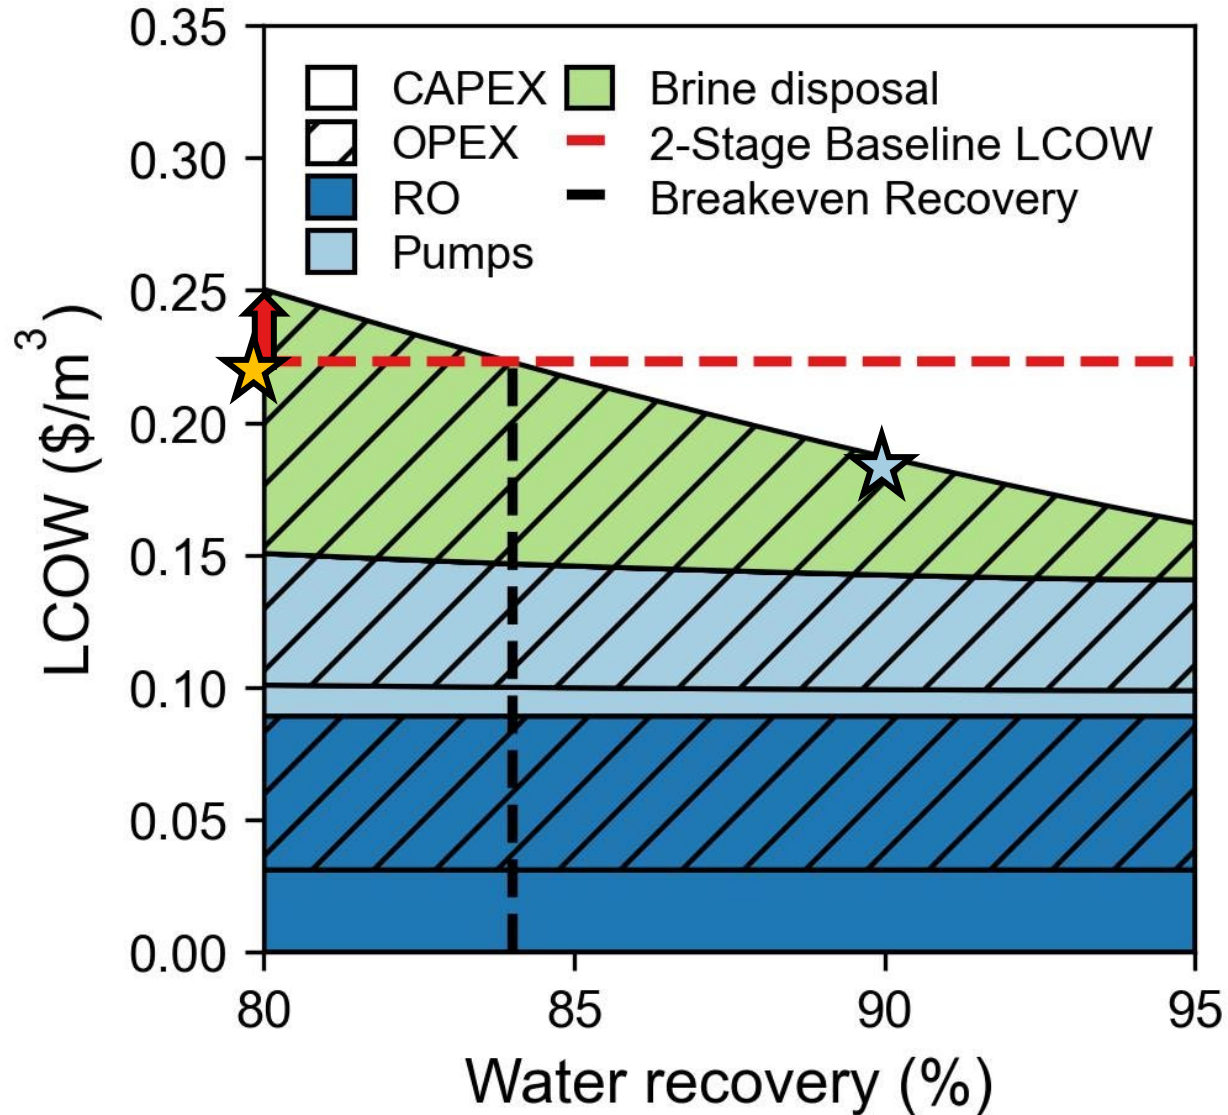 0.35
CAPEX
Brine disposal
0.30
OPEX
2-Stage Baseline LCOW
RO
Breakeven Recovery
Pumps
0.25
0.20
0.15
0.10
0.05
0.00
LCOW ($/m³)
80
85
90
95
Water recovery (%)